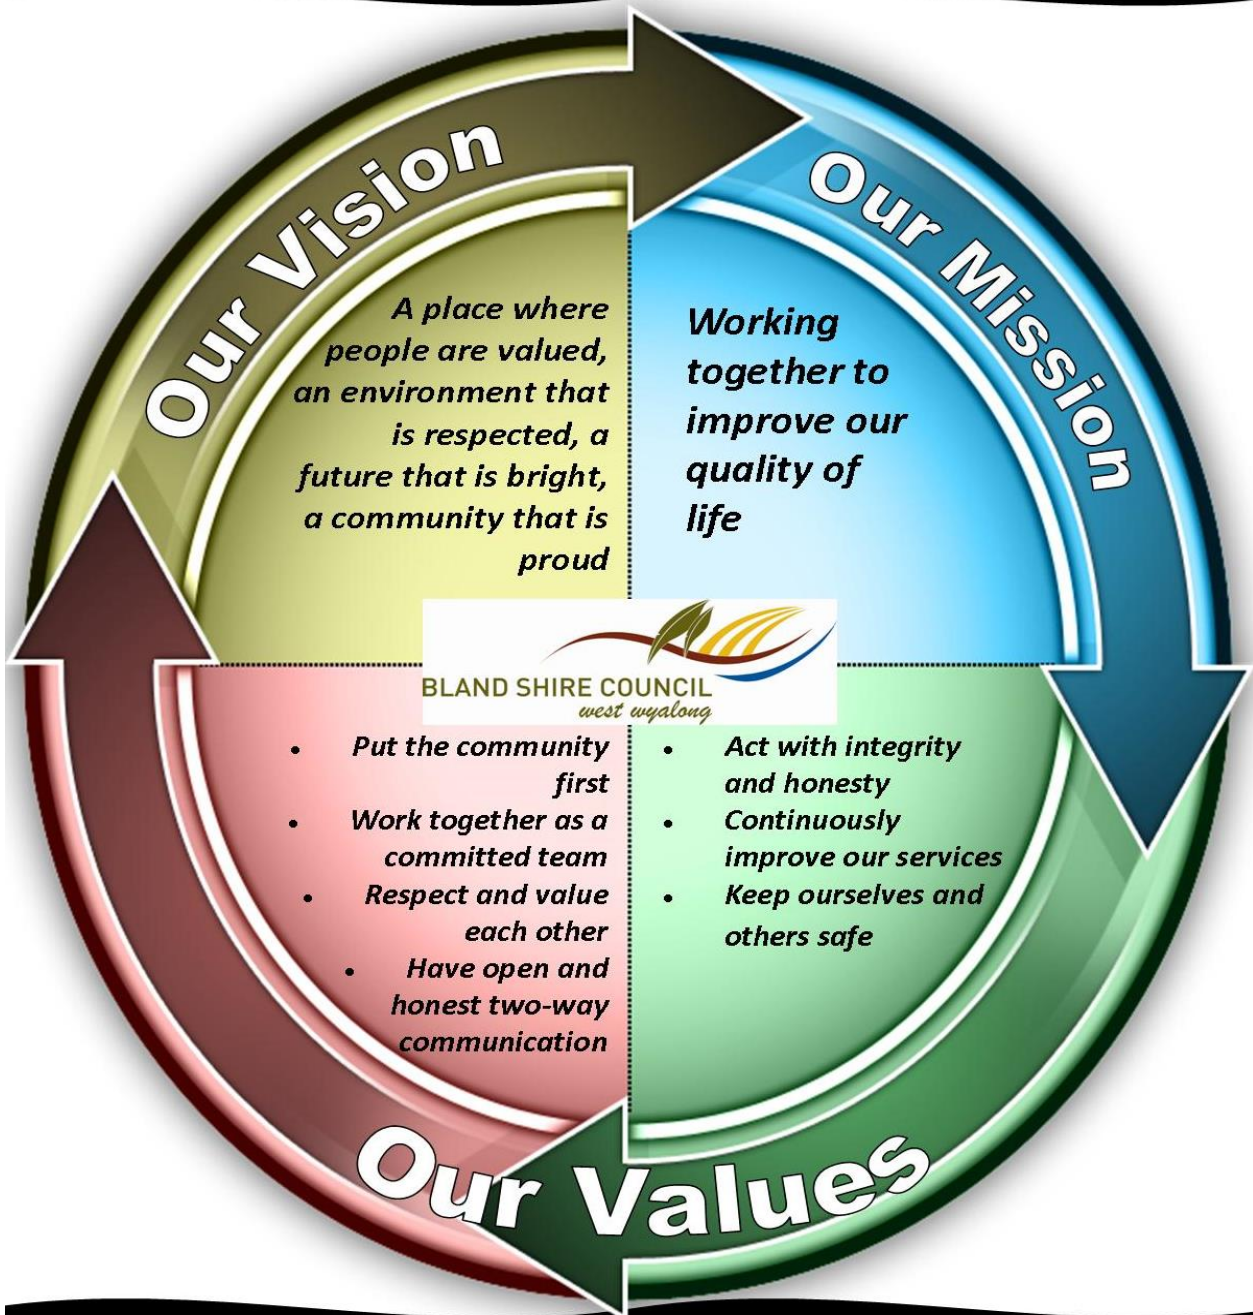 Our Vision
A place where
people are valued,
an environment that
is respected, a
future that is bright,
a community that is
proud
Our Mission
Working
together to
improve our
quality of
life
BLAND SHIRE COUNCIL
west wyalong
• Put the community
first
• Work together as a
committed team
• Respect and value
each other
• Have open and
honest two-way
communication
• Act with integrity
and honesty
• Continuously
improve our services
• Keep ourselves and
others safe
Our Values